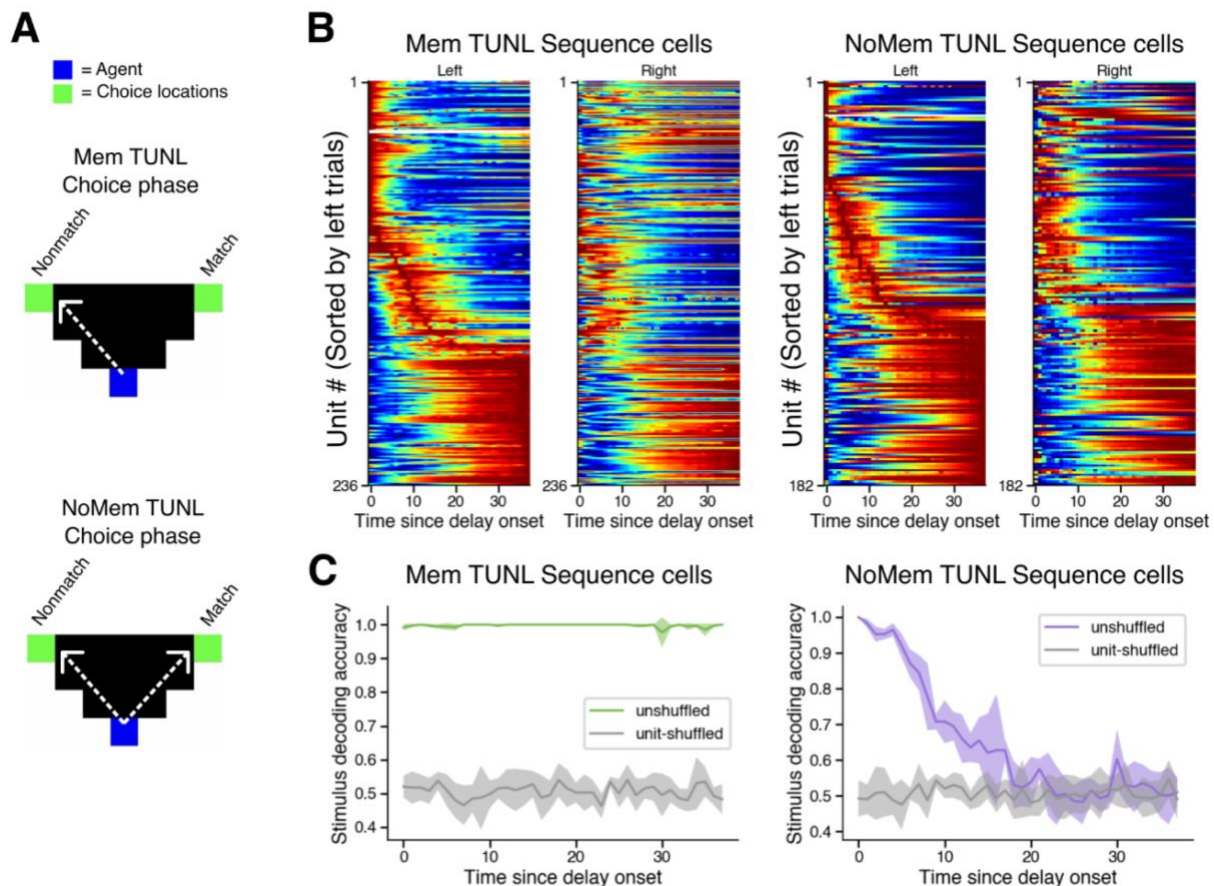 A
= Agent
= Choice locations
Mem TUNL
Choice phase
Nonmatch
Match
NoMem TUNL
Choice phase
Nonmatch
Match
B
Mem TUNL Sequence cells
Left
Right
Unit # (Sorted by left trials)
1
236
0 10 20 30
Time since delay onset
1
236
0 10 20 30
Time since delay onset
NoMem TUNL Sequence cells
Left
Right
Unit # (Sorted by left trials)
1
182
0 10 20 30
Time since delay onset
1
182
0 10 20 30
Time since delay onset
C
Mem TUNL Sequence cells
Stimulus decoding accuracy
1.0
0.9
0.8
0.7
0.6
0.5
0.4
unshuffled
unit-shuffled
0 10 20 30
Time since delay onset
NoMem TUNL Sequence cells
Stimulus decoding accuracy
1.0
0.9
0.8
0.7
0.6
0.5
0.4
unshuffled
unit-shuffled
0 10 20 30
Time since delay onset